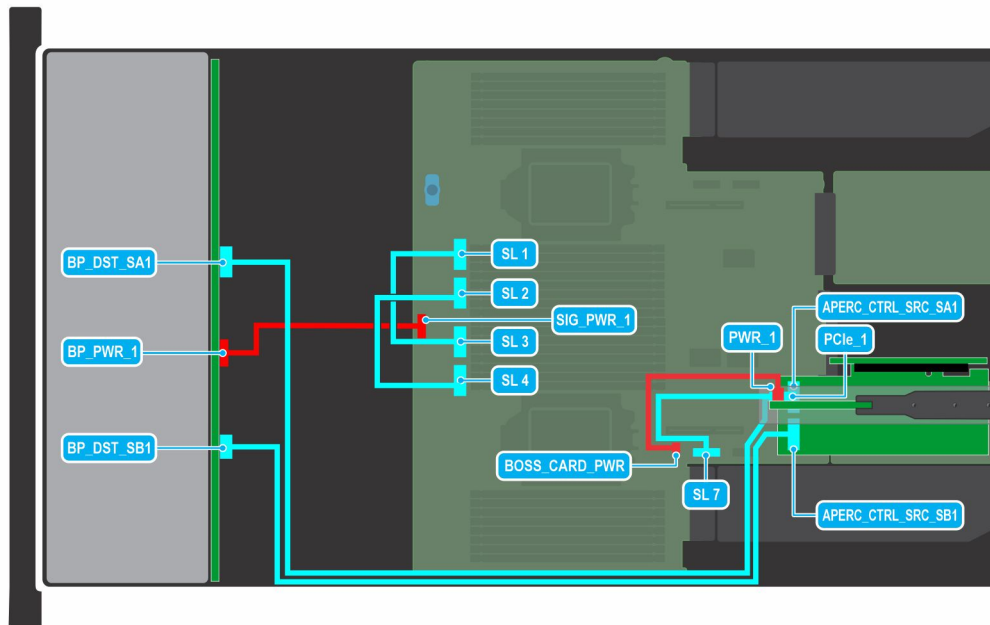 SL 1
BP_DST_SA1
SL 2
APERC_CTRL_SRC_SA1
SIG_PWR_1
PWR_1
PCIe_1
SL 3
BP_PWR_1
SL 4
BP_DST_SB1
BOSS_CARD_PWR
SL 7
APERC_CTRL_SRC_SB1